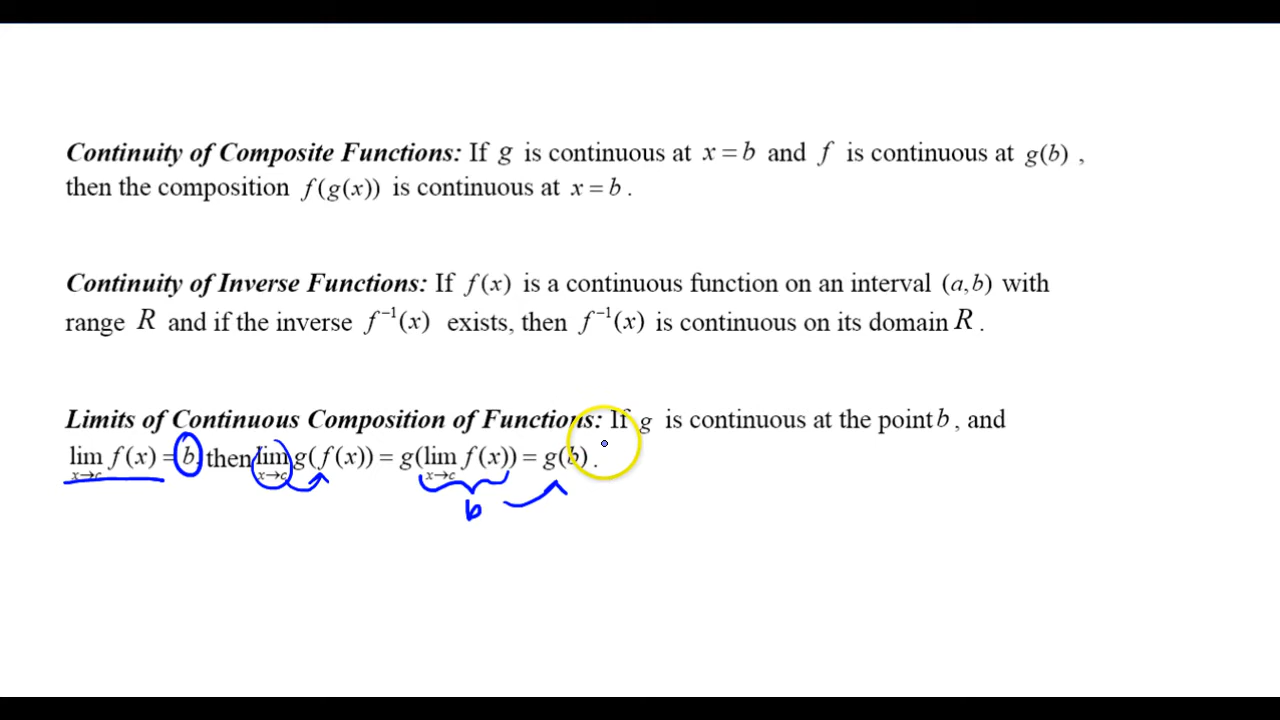 Continuity of Composite Functions: If g is continuous at x = b and f is continuous at g(b) ,
then the composition f(g(x)) is continuous at x = b .
Continuity of Inverse Functions: If f(x) is a continuous function on an interval (a,b) with
range R and if the inverse f⁻¹(x) exists, then f⁻¹(x) is continuous on its domain R .
Limits of Continuous Composition of Functions: If g is continuous at the point b , and
lim x→c f(x) = b, then lim x→c g(f(x)) = g(lim x→c f(x)) = g(b) .
b